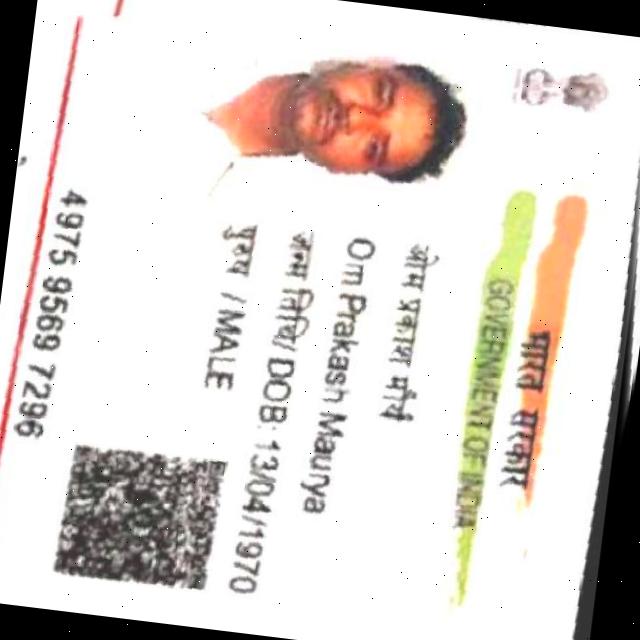 भारत सरकार
GOVERNMENT OF INDIA
ओम प्रकाश मौर्य
Om Prakash Maurya
जन्म तिथि/ DOB: 13/04/1970
पुरुष / MALE
4975 9569 7296